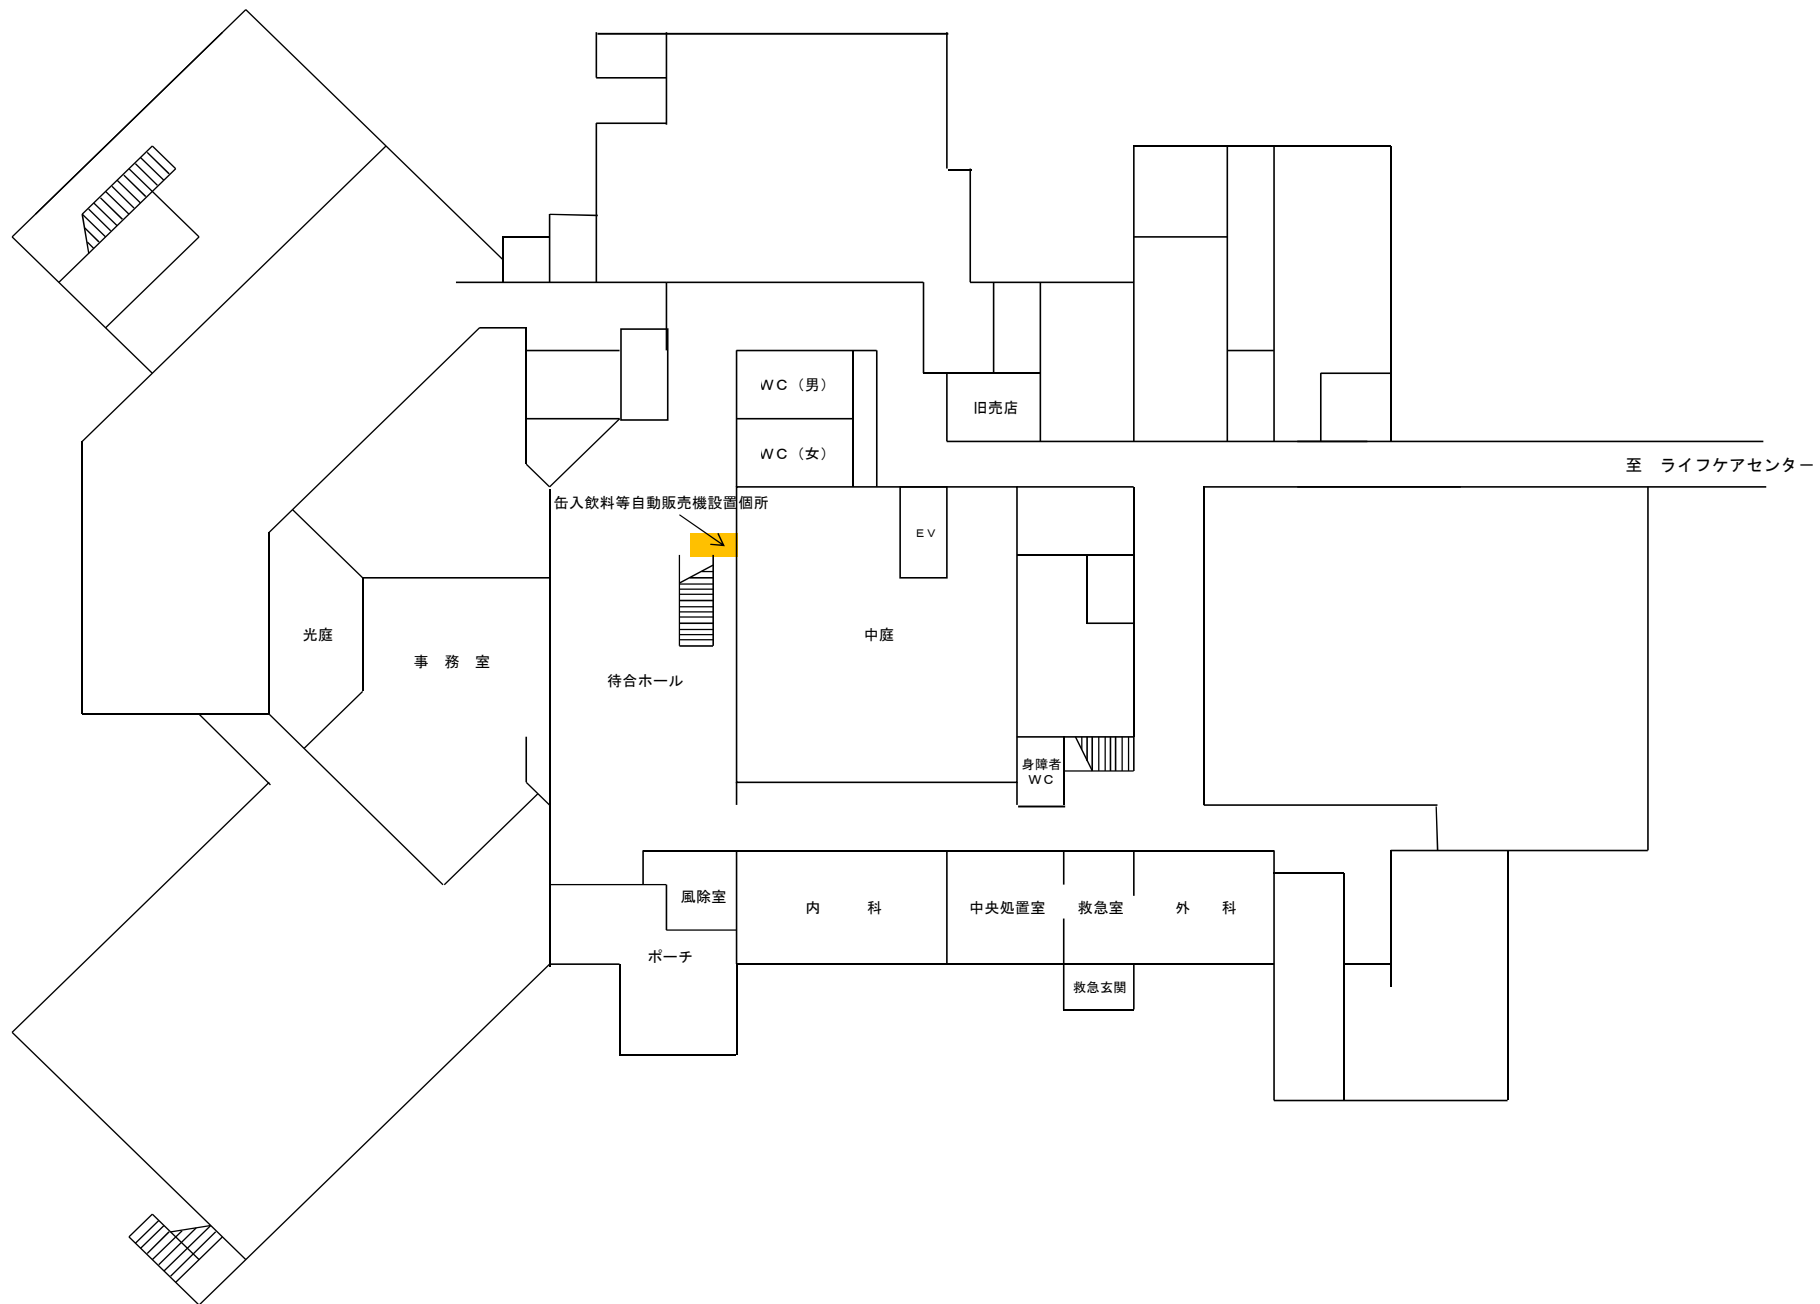 WC（男）
旧売店
WC（女）
至　ライフケアセンター
缶入飲料等自動販売機設置個所
EV
光庭
事　務　室
中庭
待合ホール
身障者
WC
風除室
内　　科
中央処置室
救急室
外　科
ポーチ
救急玄関